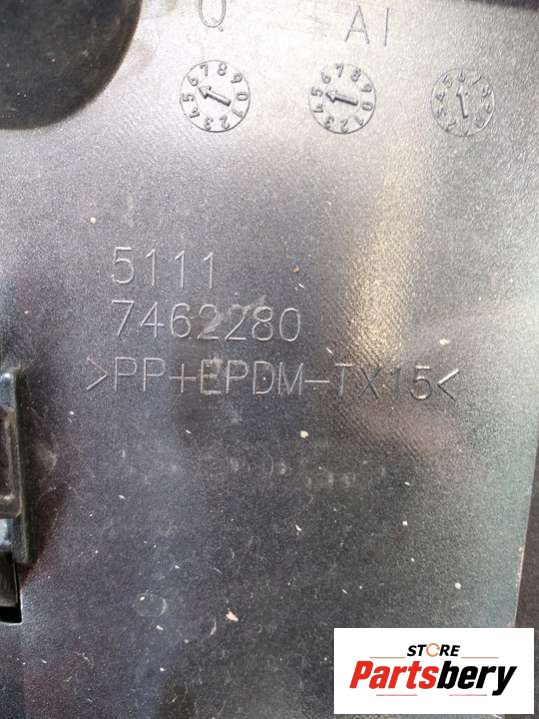 Q AI
5111
7462280
>PP+EPDM-TX15<
STORE
Partsbery